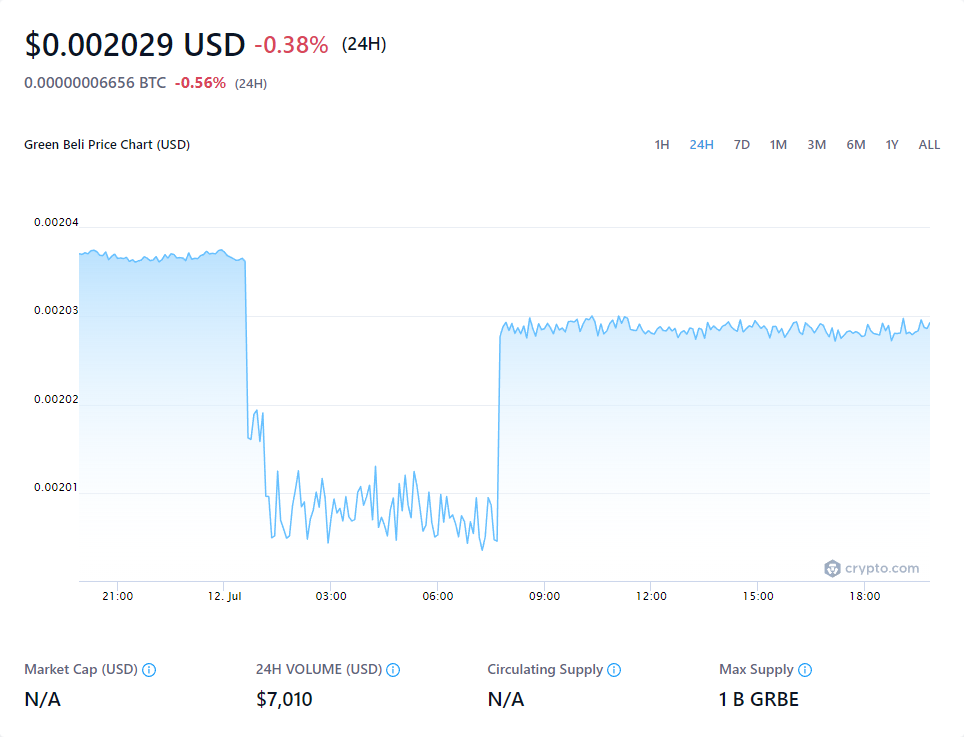 $0.002029 USD -0.38% (24H)
0.00000006656 BTC -0.56% (24H)
Green Beli Price Chart (USD) 1H 24H 7D 1M 3M 6M 1Y ALL
0.00204
0.00203
0.00202
0.00201
crypto.com
21:00 12. Jul 03:00 06:00 09:00 12:00 15:00 18:00
Market Cap (USD) 24H VOLUME (USD) Circulating Supply Max Supply
N/A $7,010 N/A 1 B GRBE